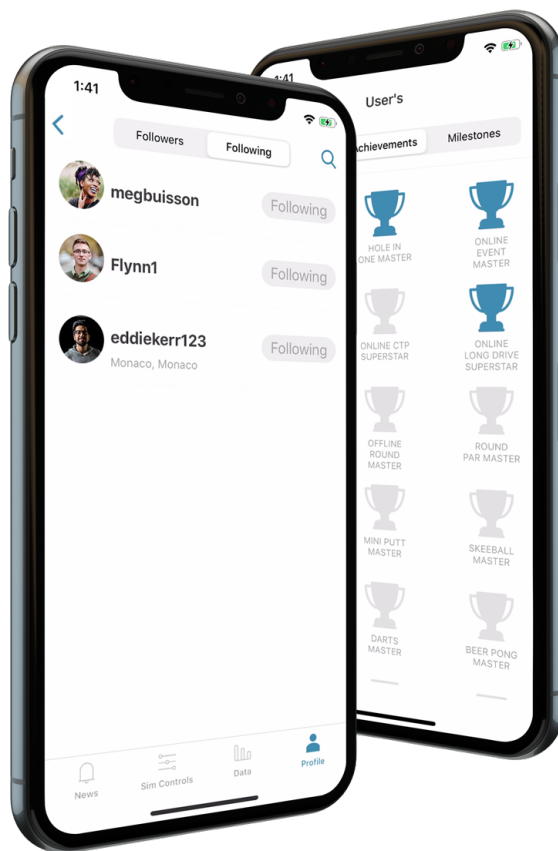 1:41
Followers
Following
megbuisson
Following
Flynn1
Following
eddiekerr123
Monaco, Monaco
Following
News
Sim Controls
Data
Profile
1:41
User's
Achievements
Milestones
HOLE IN
ONE MASTER
ONLINE
EVENT
MASTER
ONLINE CTP
SUPERSTAR
ONLINE
LONG DRIVE
SUPERSTAR
OFFLINE
ROUND
MASTER
ROUND
PAR MASTER
MINI PUTT
MASTER
SKEEBALL
MASTER
DARTS
MASTER
BEER PONG
MASTER